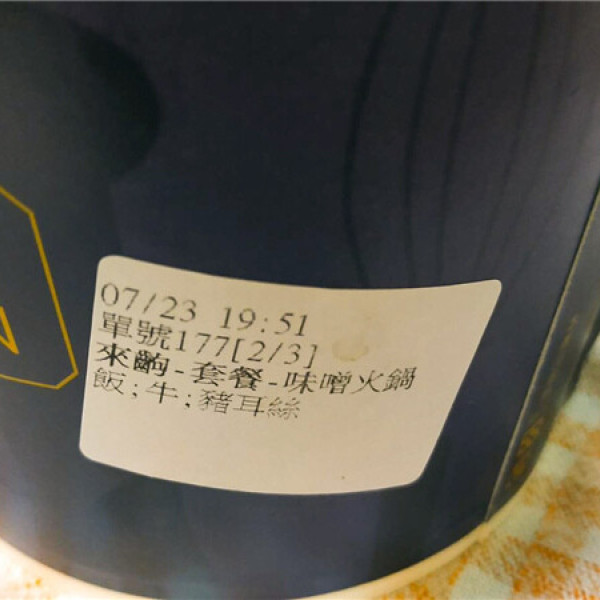 07/23 19:51
單號177[2/3]
來齣-套餐-味噌火鍋
飯;牛;豬耳絲